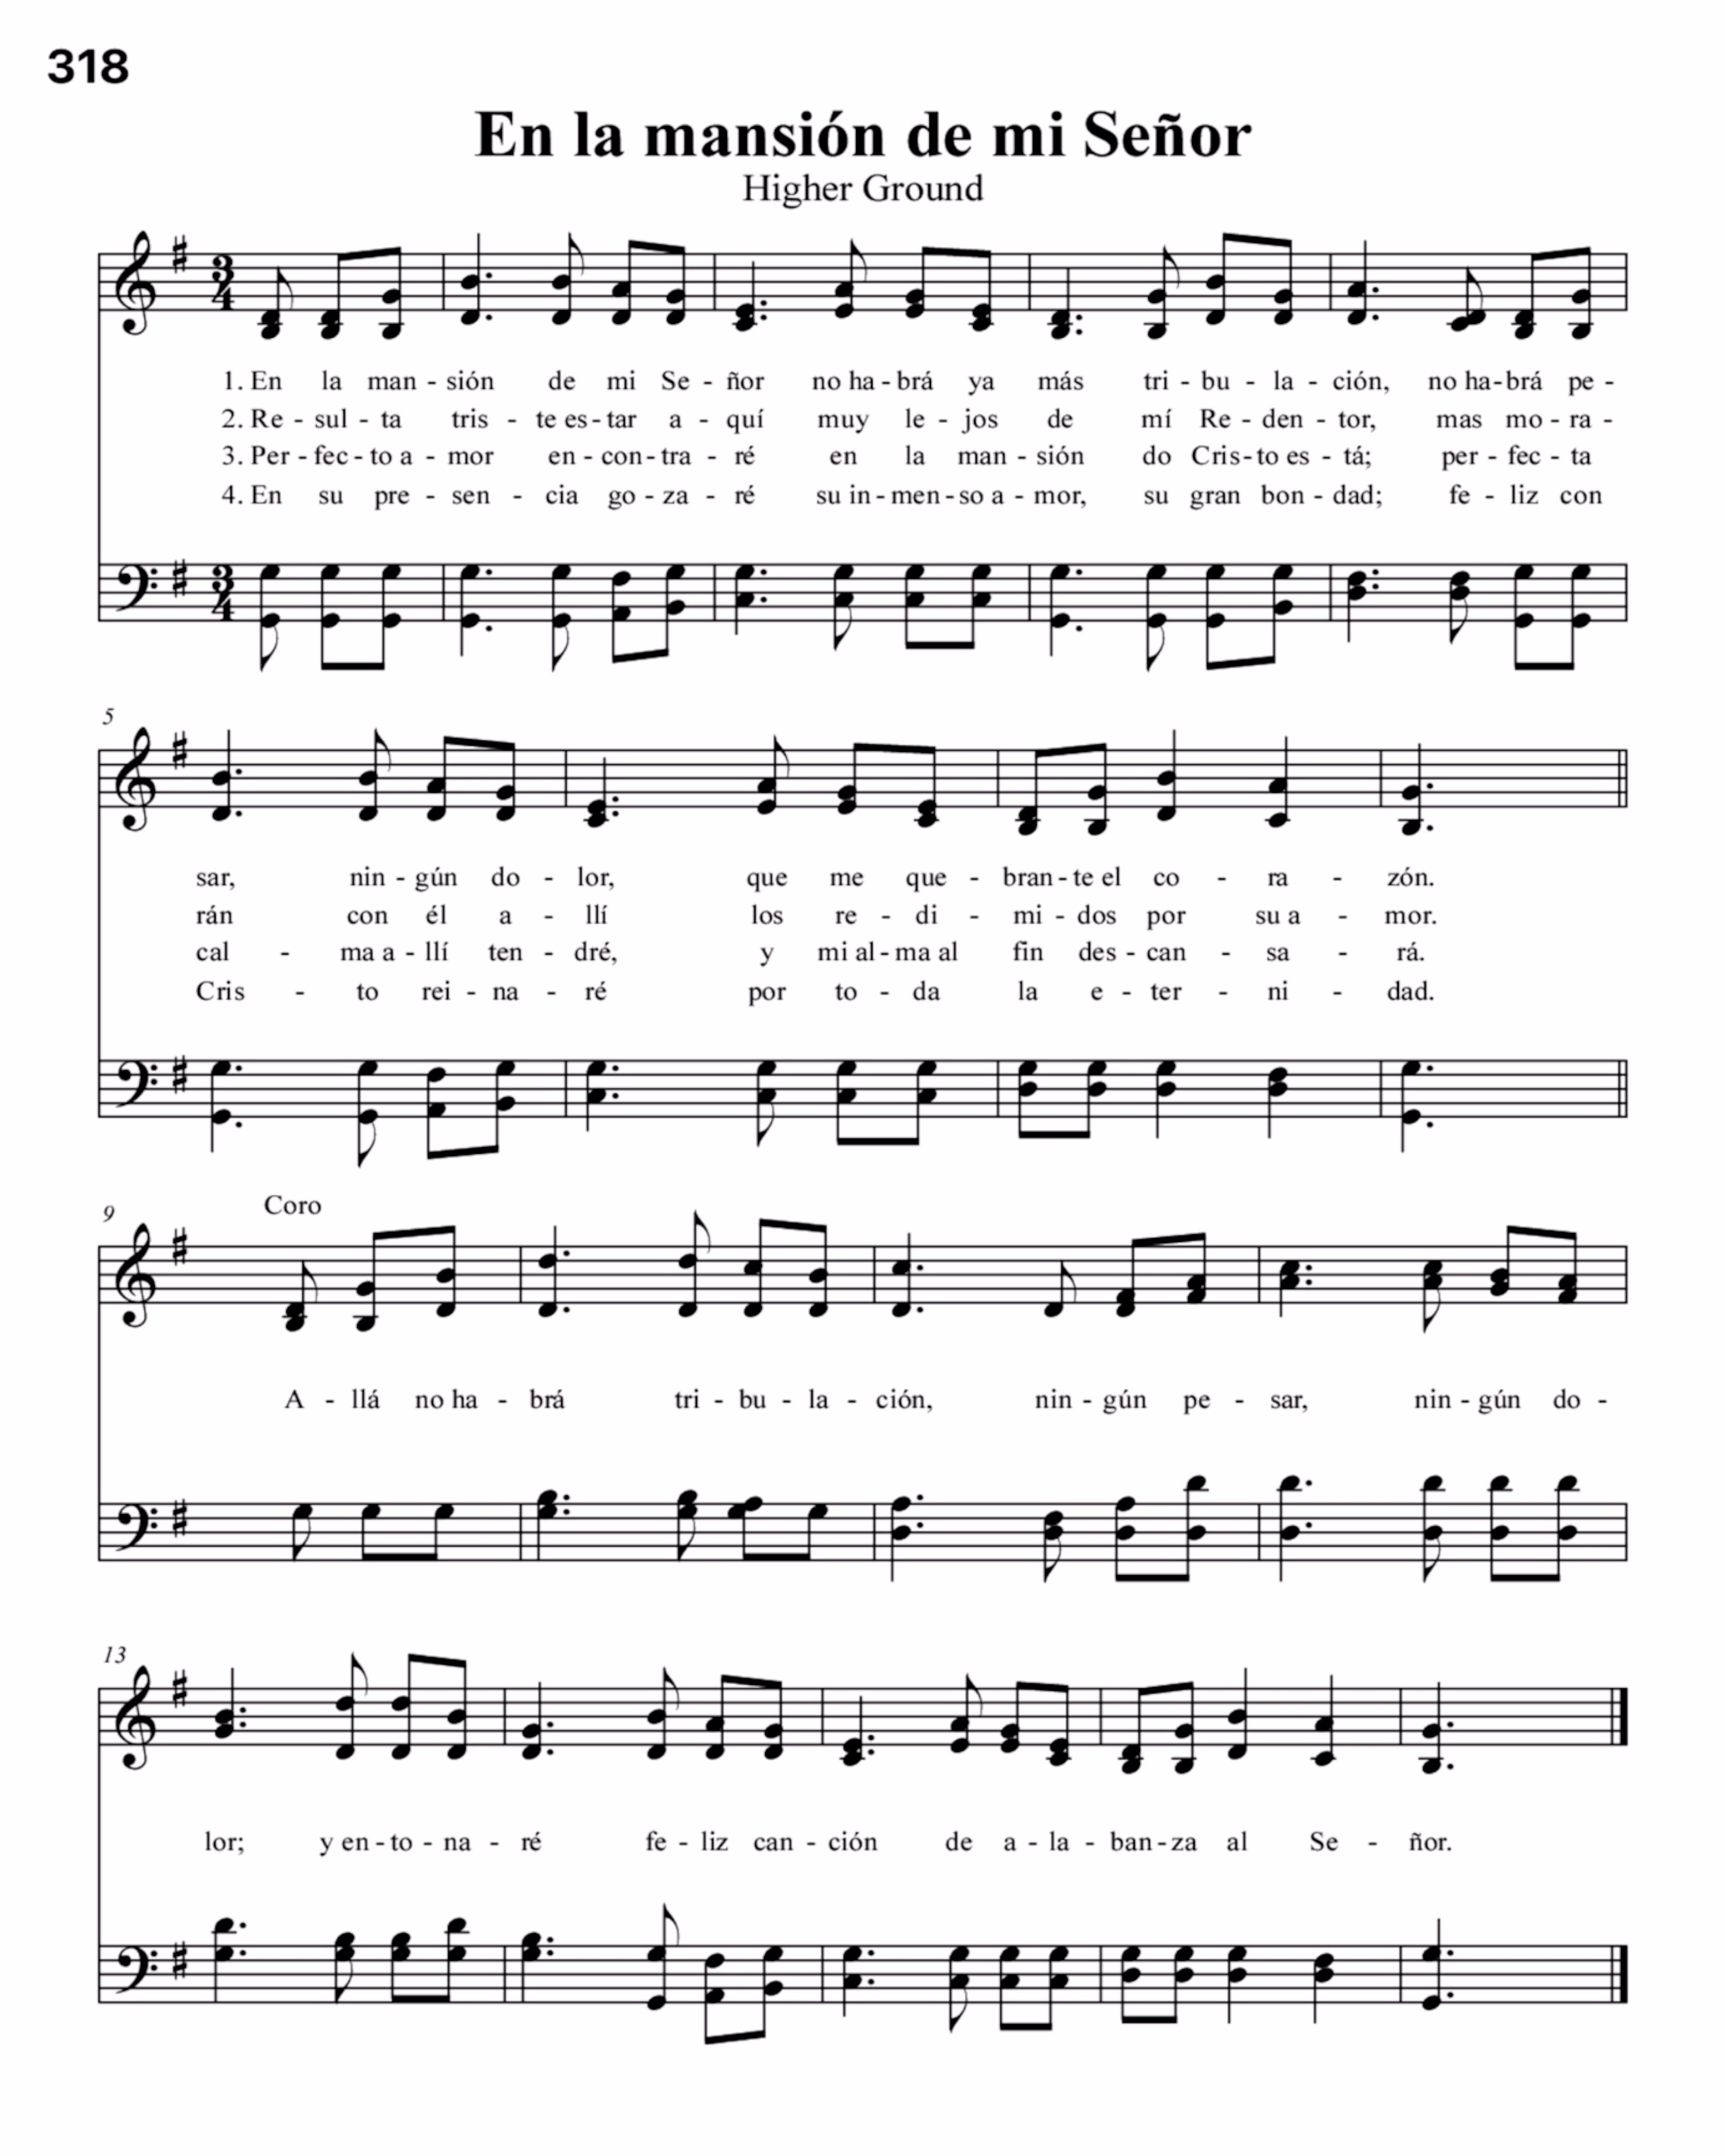 318
En la mansión de mi Señor
Higher Ground
1. En la man - sión de mi Se - ñor no ha - brá ya más tri - bu - la - ción, no ha - brá pe -
2. Re - sul - ta tris - te es - tar a - quí muy le - jos de mí Re - den - tor, mas mo - ra -
3. Per - fec - to a - mor en - con - tra - ré en la man - sión do Cris - to es - tá; per - fec - ta
4. En su pre - sen - cia go - za - ré su in - men - so a - mor, su gran bon - dad; fe - liz con
5
sar, nin - gún do - lor, que me que - bran - te el co - ra - zón.
rán con él a - llí los re - di - mi - dos por su a - mor.
cal - ma a - llí ten - dré, y mi al - ma al fin des - can - sa - rá.
Cris - to rei - na - ré por to - da la e - ter - ni - dad.
9
Coro
A - llá no ha - brá tri - bu - la - ción, nin - gún pe - sar, nin - gún do -
13
lor; y en - to - na - ré fe - liz can - ción de a - la - ban - za al Se - ñor.